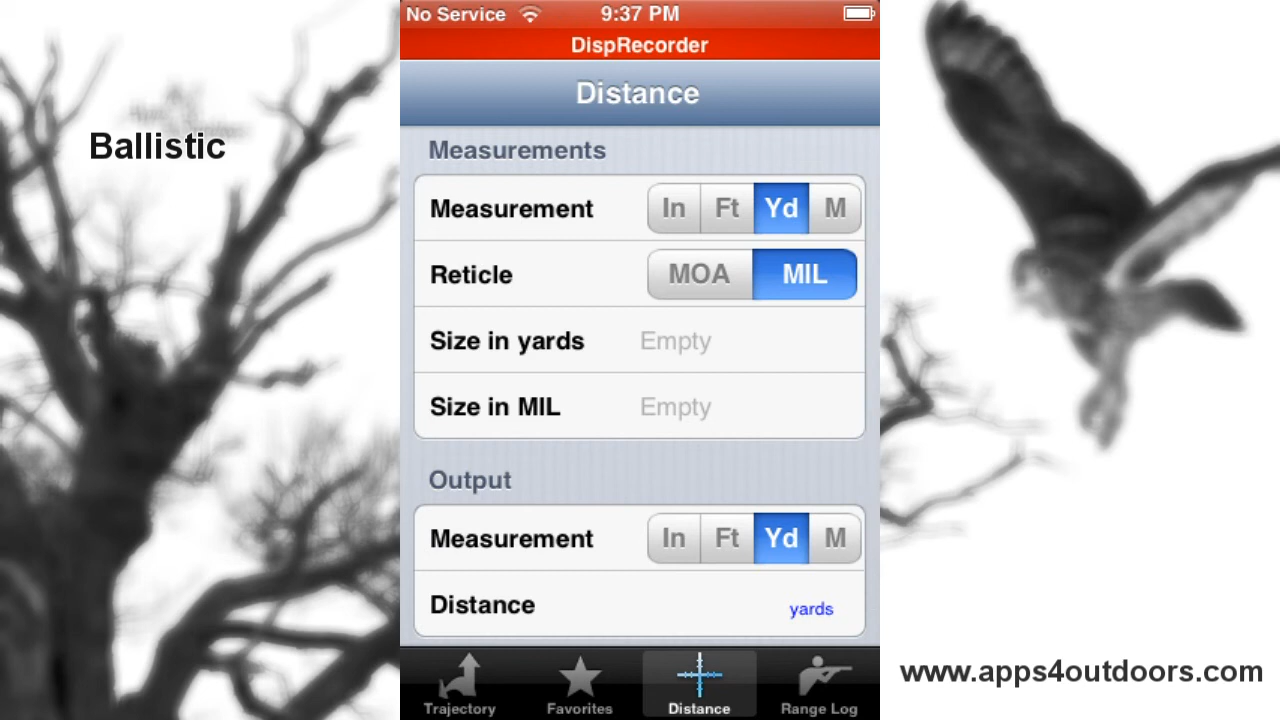 No Service 9:37 PM
DispRecorder
Distance
Ballistic
Measurements
Measurement In Ft Yd M
Reticle MOA MIL
Size in yards Empty
Size in MIL Empty
Output
Measurement In Ft Yd M
Distance yards
Trajectory Favorites Distance Range Log
www.apps4outdoors.com